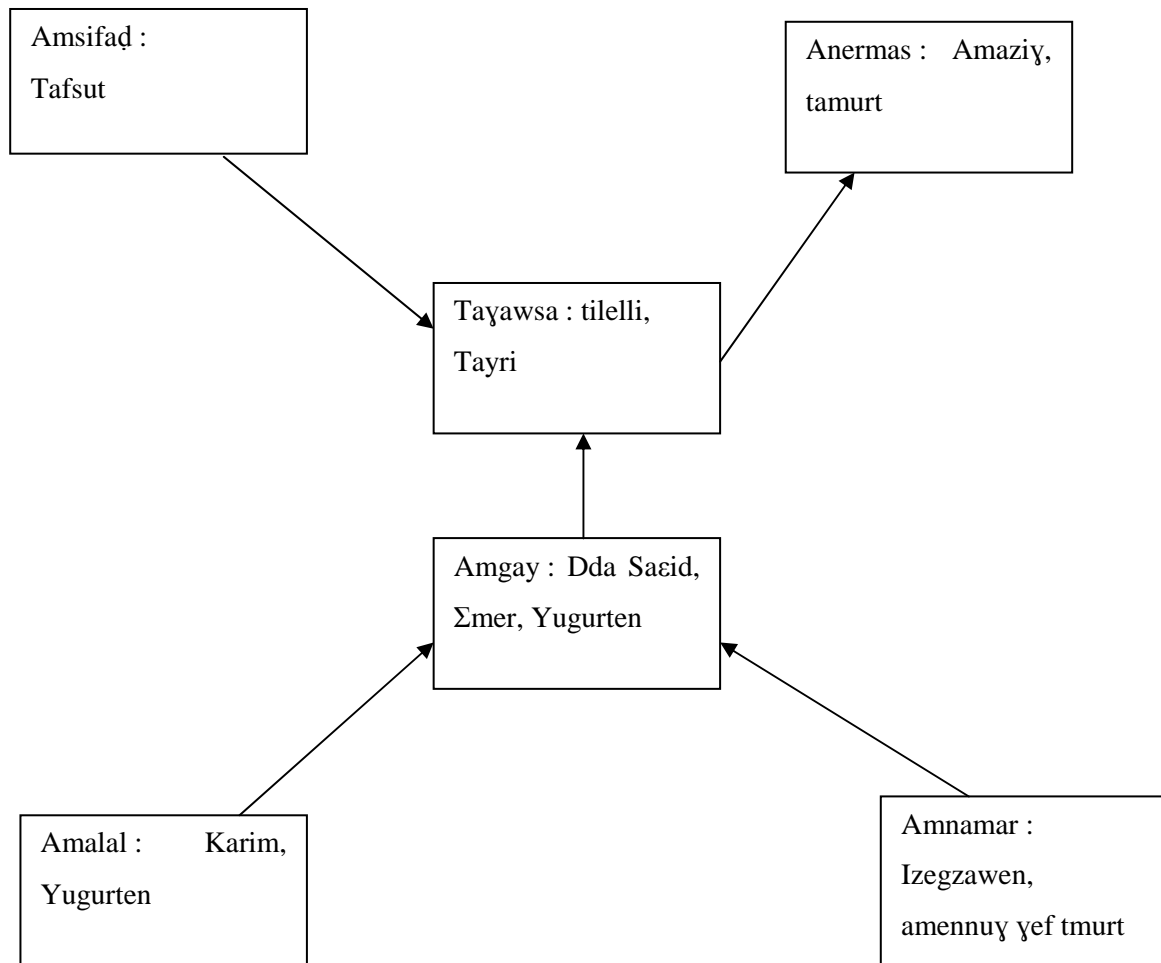 Amsifaḍ :
Tafsut
Anermas : Amaziɣ,
tamurt
Taɣawsa : tilelli,
Tayri
Amgay : Dda Saɛid,
Σmer, Yugurten
Amalal : Karim,
Yugurten
Amnamar :
Izegzawen,
amennuɣ ɣef tmurt